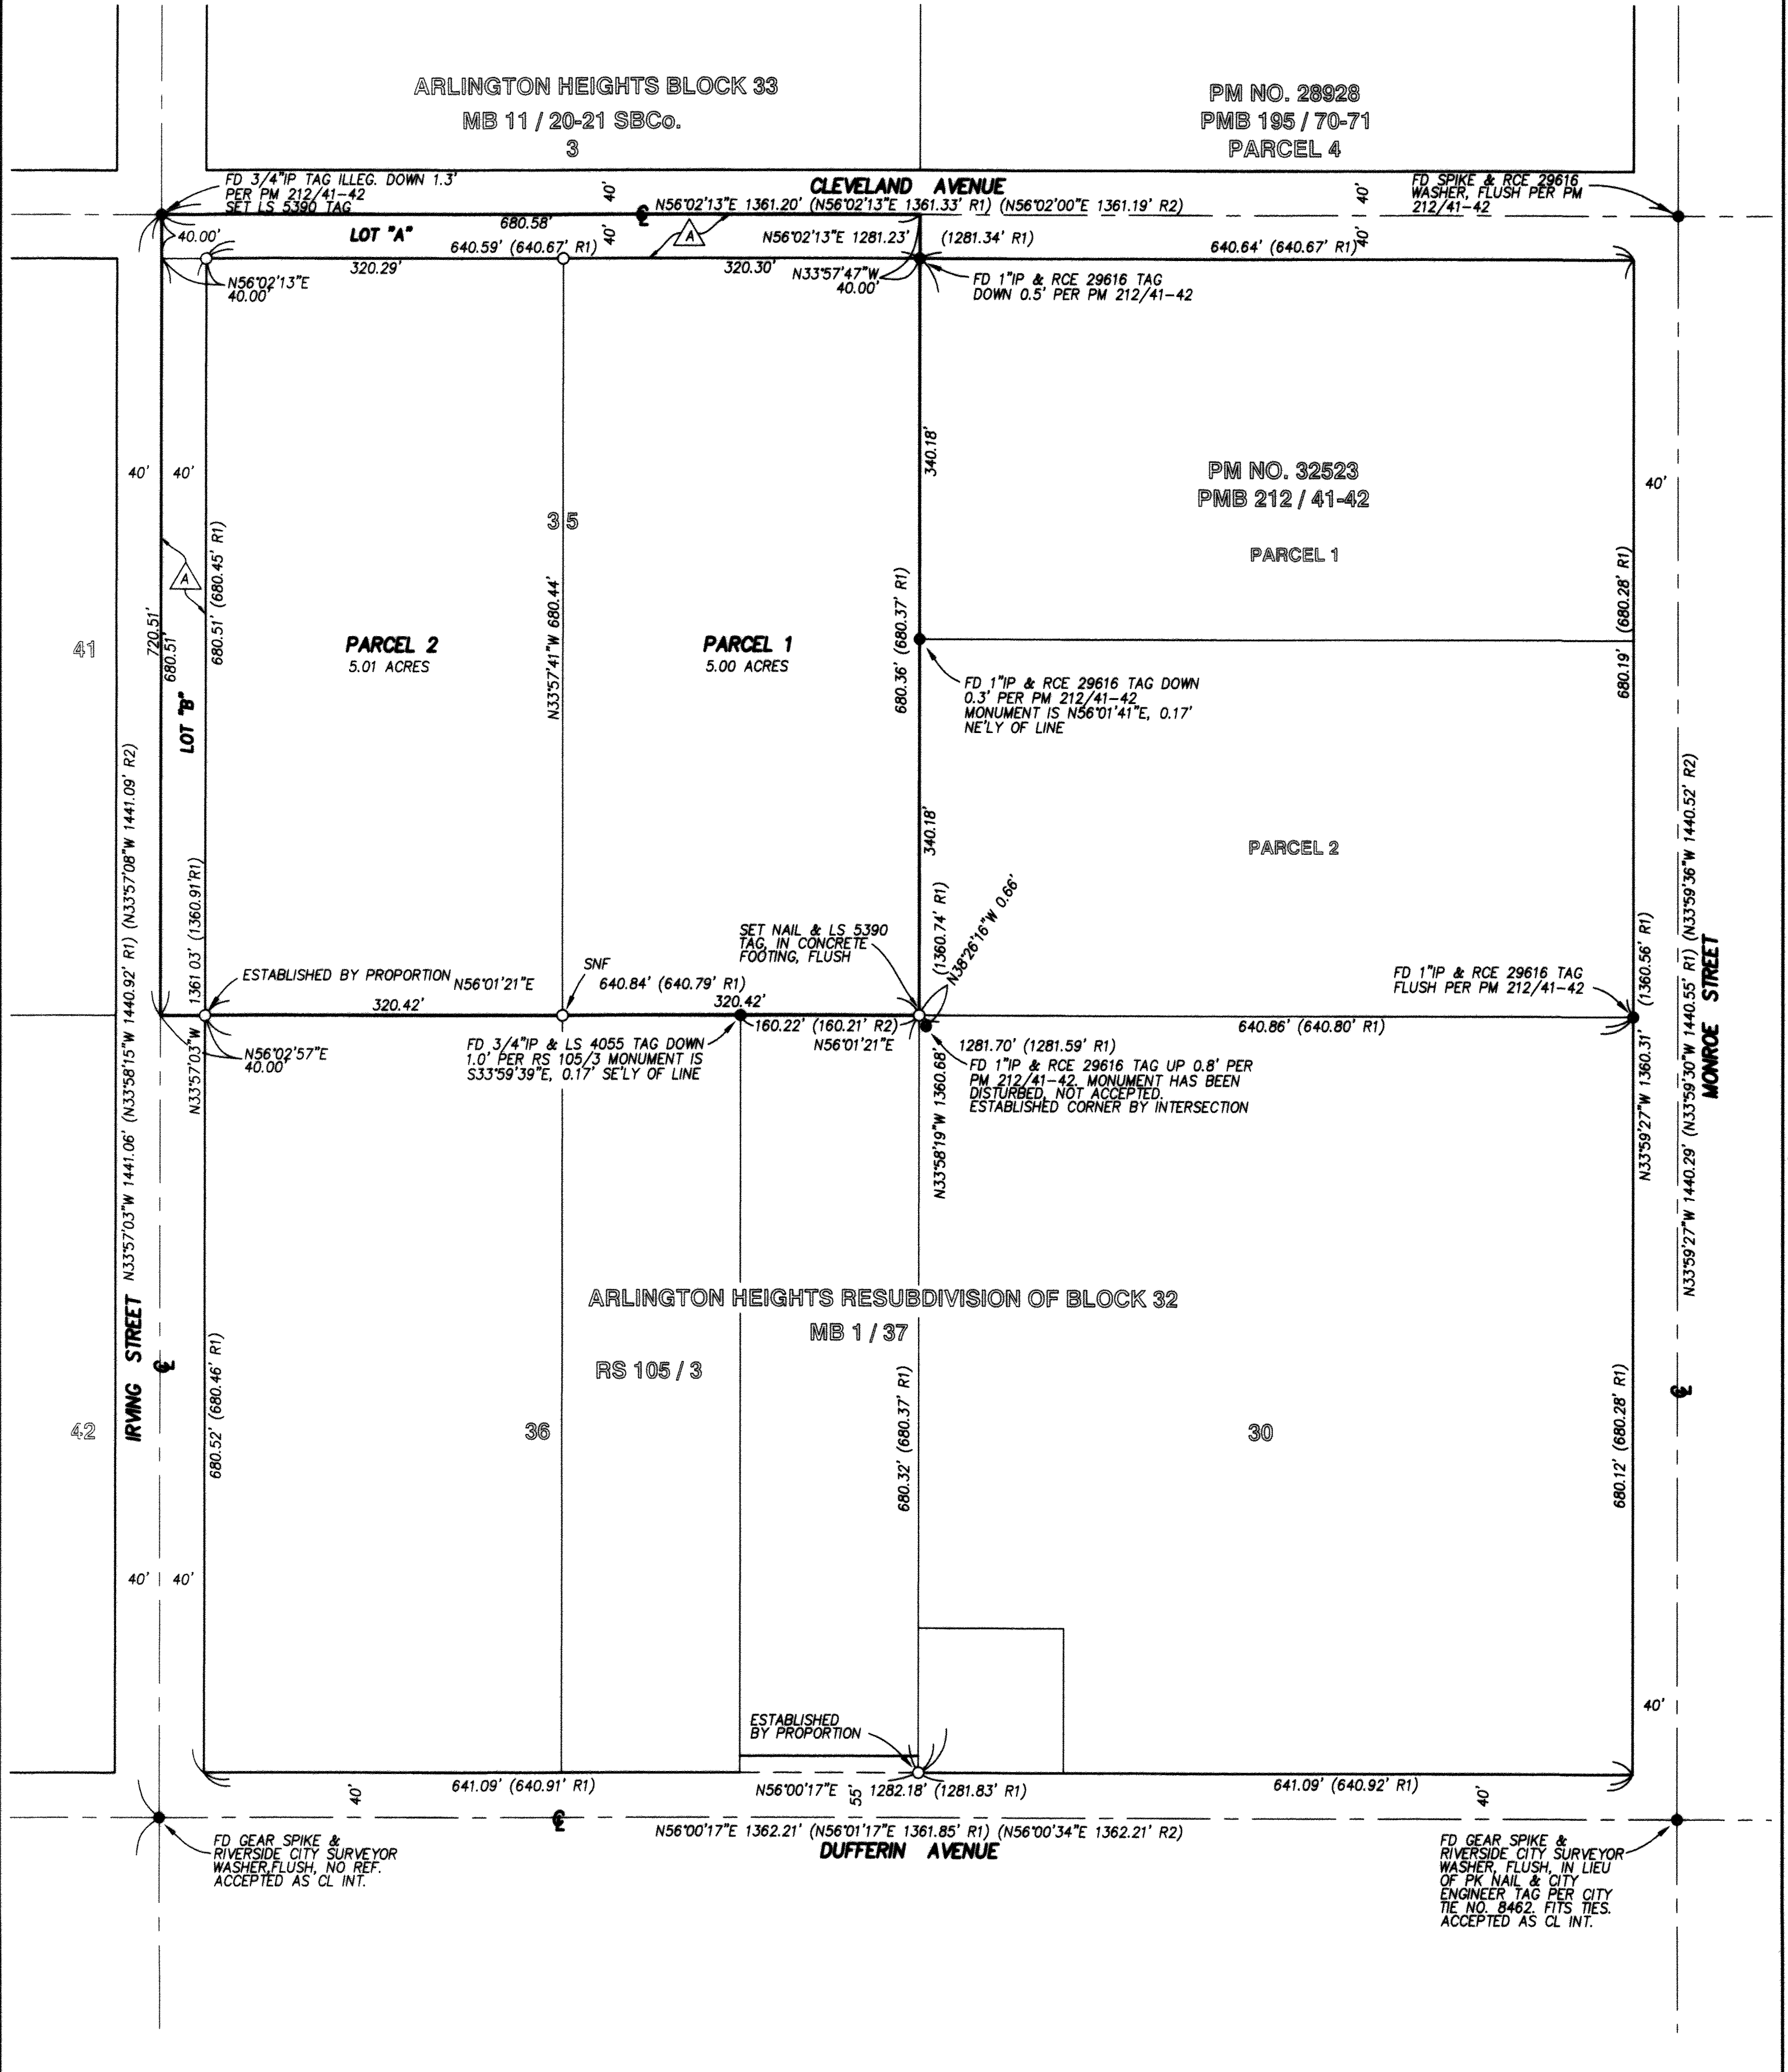 ARLINGTON HEIGHTS BLOCK 33
MB 11 / 20-21 SBCo.
3
PM NO. 28928
PMB 195 / 70-71
PARCEL 4
FD 3/4"IP TAG ILLEG. DOWN 1.3'
PER PM 212/41-42
SET LS 5390 TAG
40'
CLEVELAND AVENUE
40'
FD SPIKE & RCE 29616
WASHER, FLUSH PER PM
212/41-42
N56°02'13"E 1361.20' (N56°02'13"E 1361.33' R1) (N56°02'00"E 1361.19' R2)
680.58'
℄
40.00'
LOT "A"
40'
A
N56°02'13"E 1281.23'
(1281.34' R1)
40'
640.59' (640.67' R1)
640.64' (640.67' R1)
320.29'
320.30'
N33°57'47"W
40.00'
N56°02'13"E
40.00'
FD 1"IP & RCE 29616 TAG
DOWN 0.5' PER PM 212/41-42
340.18'
40'
40'
PM NO. 32523
PMB 212 / 41-42
40'
35
PARCEL 1
A
680.51' (680.45' R1)
N33°57'41"W 680.44'
680.36' (680.37' R1)
(680.28' R1)
680.19'
41
720.51'
680.51'
PARCEL 2
5.01 ACRES
PARCEL 1
5.00 ACRES
LOT "B"
FD 1"IP & RCE 29616 TAG DOWN
0.3' PER PM 212/41-42
MONUMENT IS N56°01'41"E, 0.17'
NE'LY OF LINE
340.18'
PARCEL 2
N33°57'03"W 1441.06' (N33°58'15"W 1440.92' R1) (N33°57'08"W 1441.09' R2)
N33°57'03"W 1361 03' (1360.91'R1)
(1360.74' R1)
N38°26'16"W 0.66'
SET NAIL & LS 5390
TAG, IN CONCRETE
FOOTING, FLUSH
ESTABLISHED BY PROPORTION
N56°01'21"E
SNF
640.84' (640.79' R1)
FD 1"IP & RCE 29616 TAG
FLUSH PER PM 212/41-42
(1360.56' R1)
320.42'
320.42'
160.22' (160.21' R2)
640.86' (640.80' R1)
N56°02'57"E
40.00'
FD 3/4"IP & LS 4055 TAG DOWN
1.0' PER RS 105/3 MONUMENT IS
S33°59'39"E, 0.17' SE'LY OF LINE
N56°01'21"E
1281.70' (1281.59' R1)
FD 1"IP & RCE 29616 TAG UP 0.8' PER
PM 212/41-42. MONUMENT HAS BEEN
DISTURBED, NOT ACCEPTED.
ESTABLISHED CORNER BY INTERSECTION
N33°58'19"W 1360.68'
N33°59'27"W 1360.31'
N33°59'27"W 1440.29' (N33°59'30"W 1440.55' R1) (N33°59'36"W 1440.52' R2)
MONROE STREET
ARLINGTON HEIGHTS RESUBDIVISION OF BLOCK 32
MB 1 / 37
RS 105 / 3
IRVING STREET
℄
℄
42
680.52' (680.46' R1)
36
680.32' (680.37' R1)
30
680.12' (680.28' R1)
40'
40'
40'
ESTABLISHED
BY PROPORTION
40'
641.09' (640.91' R1)
N56°00'17"E
55'
1282.18' (1281.83' R1)
641.09' (640.92' R1)
40'
℄
N56°00'17"E 1362.21' (N56°01'17"E 1361.85' R1) (N56°00'34"E 1362.21' R2)
DUFFERIN AVENUE
FD GEAR SPIKE &
RIVERSIDE CITY SURVEYOR
WASHER,FLUSH, NO REF.
ACCEPTED AS CL INT.
FD GEAR SPIKE &
RIVERSIDE CITY SURVEYOR
WASHER, FLUSH, IN LIEU
OF PK NAIL & CITY
ENGINEER TAG PER CITY
TIE NO. 8462. FITS TIES.
ACCEPTED AS CL INT.